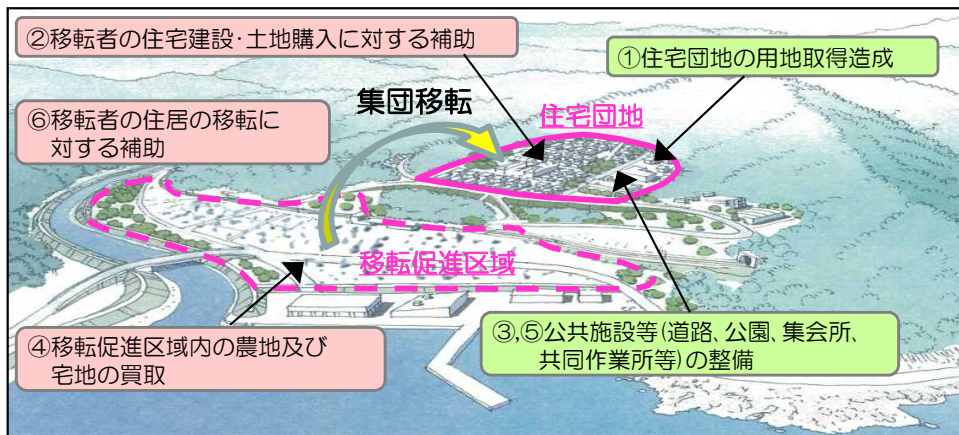 ②移転者の住宅建設・土地購入に対する補助
①住宅団地の用地取得造成
集団移転
住宅団地
⑥移転者の住居の移転に
対する補助
移転促進区域
④移転促進区域内の農地及び
宅地の買取
③,⑤公共施設等(道路、公園、集会所、
共同作業所等)の整備